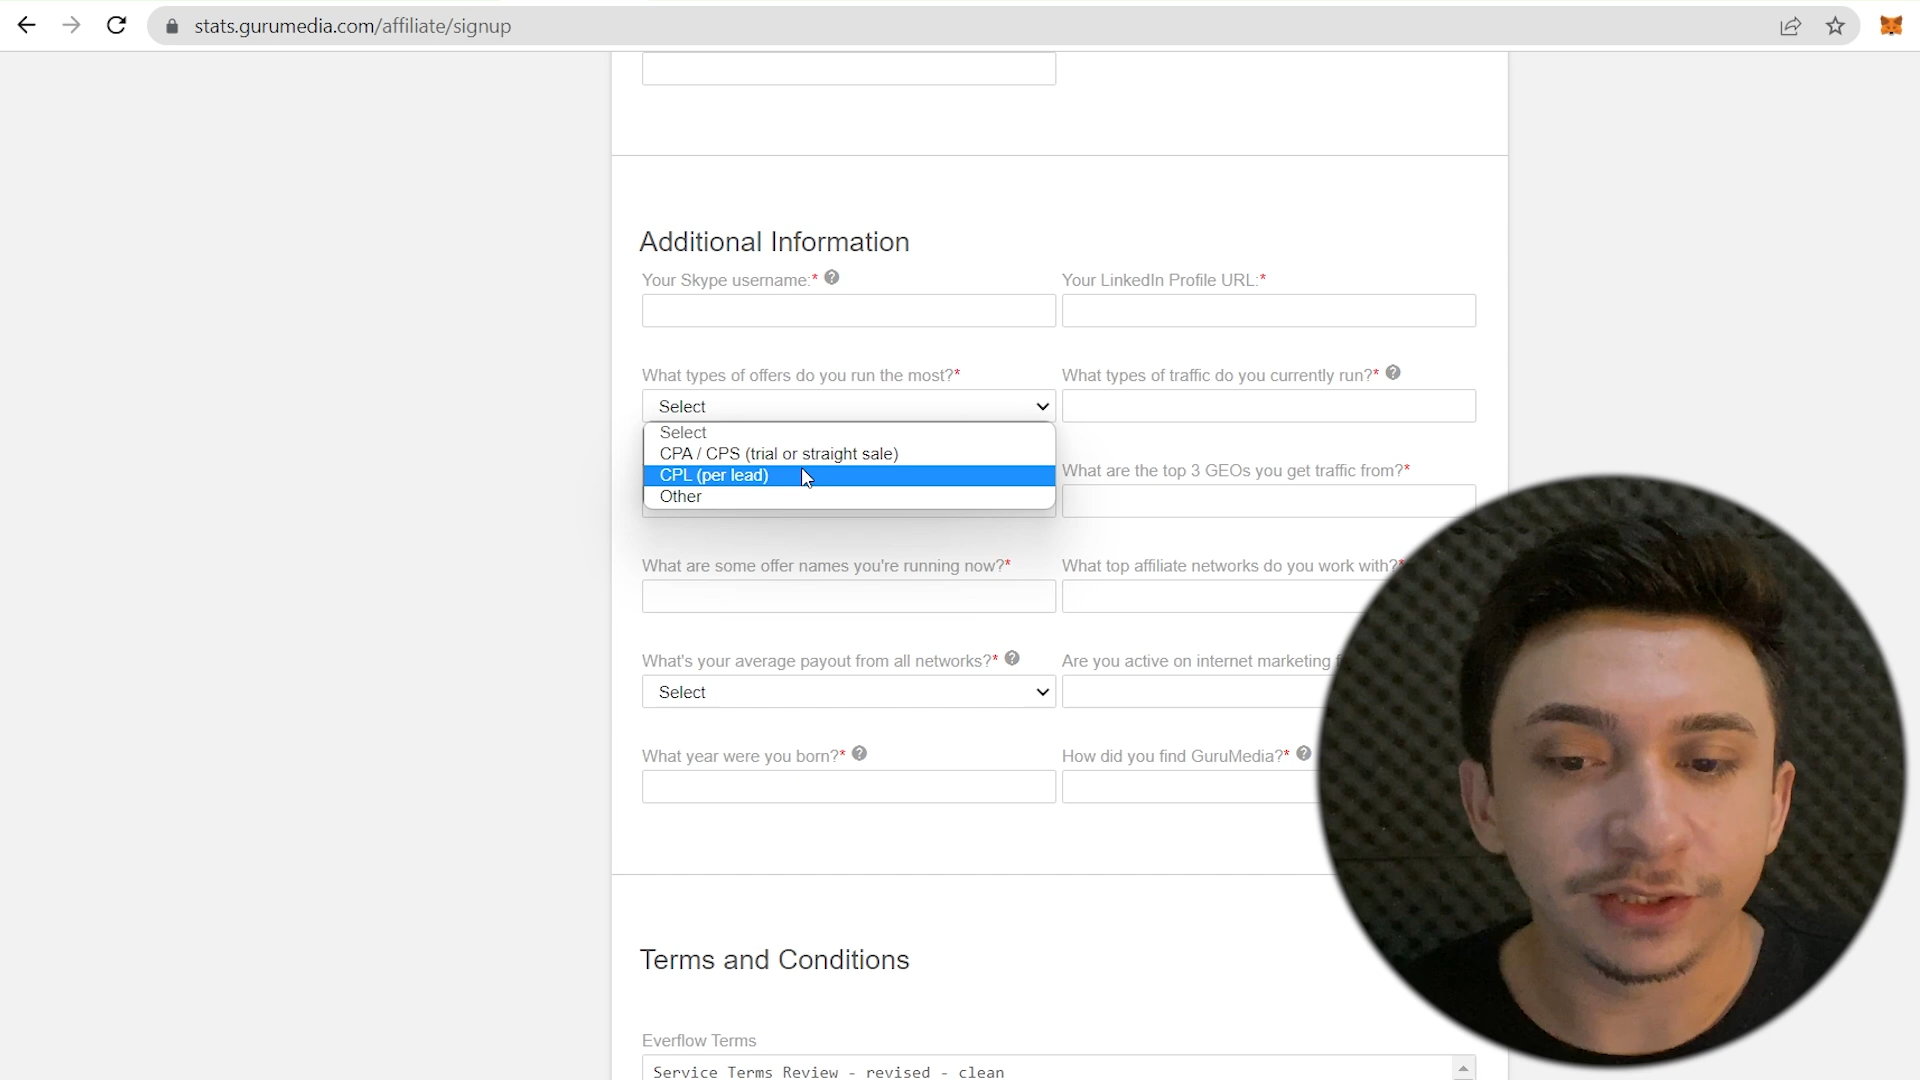 stats.gurumedia.com/affiliate/signup
Additional Information
Your Skype username:*
Your LinkedIn Profile URL:*
What types of offers do you run the most?*
What types of traffic do you currently run?*
Select
Select
CPA / CPS (trial or straight sale)
CPL (per lead)
Other
What are the top 3 GEOs you get traffic from?*
What are some offer names you're running now?*
What top affiliate networks do you work with?*
What's your average payout from all networks?*
Are you active on internet marketing
Select
What year were you born?*
How did you find GuruMedia?*
Terms and Conditions
Everflow Terms
Service Terms Review - revised - clean